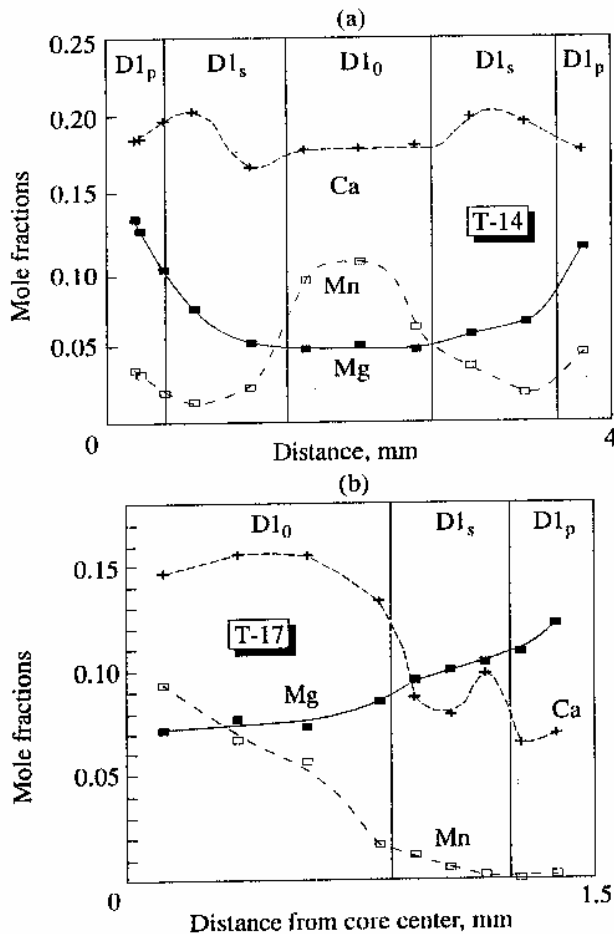 (a)
0.25
D1p D1s D10 D1s D1p
0.20
Ca
0.15
T-14
Mole fractions
0.10
Mn
0.05
Mg
0 4
Distance, mm
(b)
D10 D1s D1p
0.15
T-17
Mole fractions
Mg
0.10
Ca
0.05
Mn
0 1.5
Distance from core center, mm